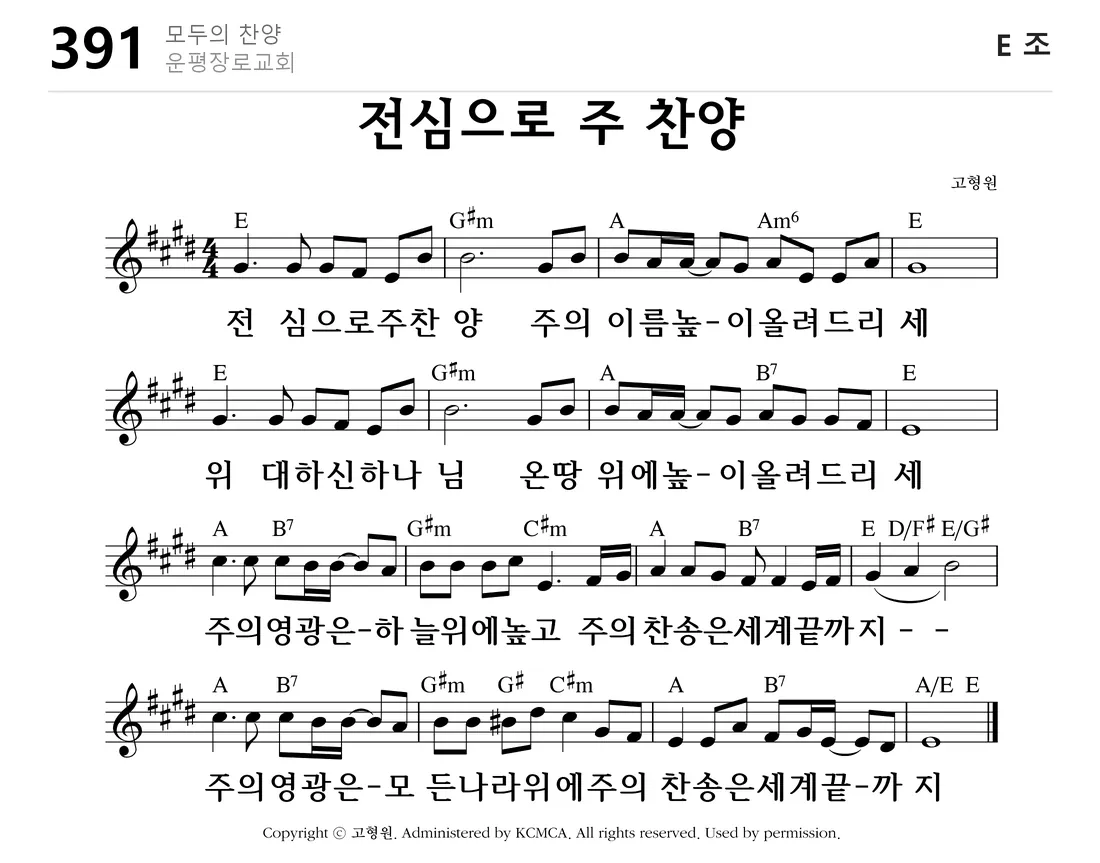 391 모두의 찬양
운평장로교회
E 조
전심으로 주 찬양
고형원
E G♯m A Am6 E
전 심으로주찬 양 주의 이름높-이올려드리 세
E G♯m A B7 E
위 대하신하나 님 온땅 위에높-이올려드리 세
A B7 G♯m C♯m A B7 E D/F♯ E/G♯
주의영광은-하 늘위에높고 주의찬송은세계끝까지 - -
A B7 G♯m G♯ C♯m A B7 A/E E
주의영광은-모 든나라위에주의 찬송은세계끝-까 지
Copyright ⓒ 고형원. Administered by KCMCA. All rights reserved. Used by permission.